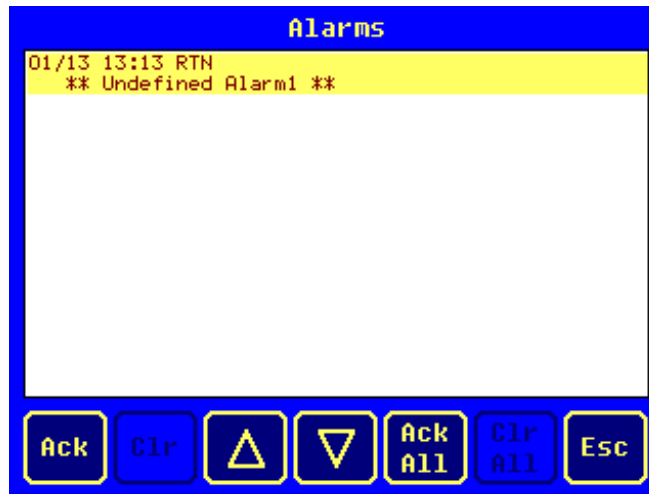 Alarms
01/13 13:13 RTN
** Undefined Alarm1 **
Ack
Clr
Ack
All
Clr
All
Esc